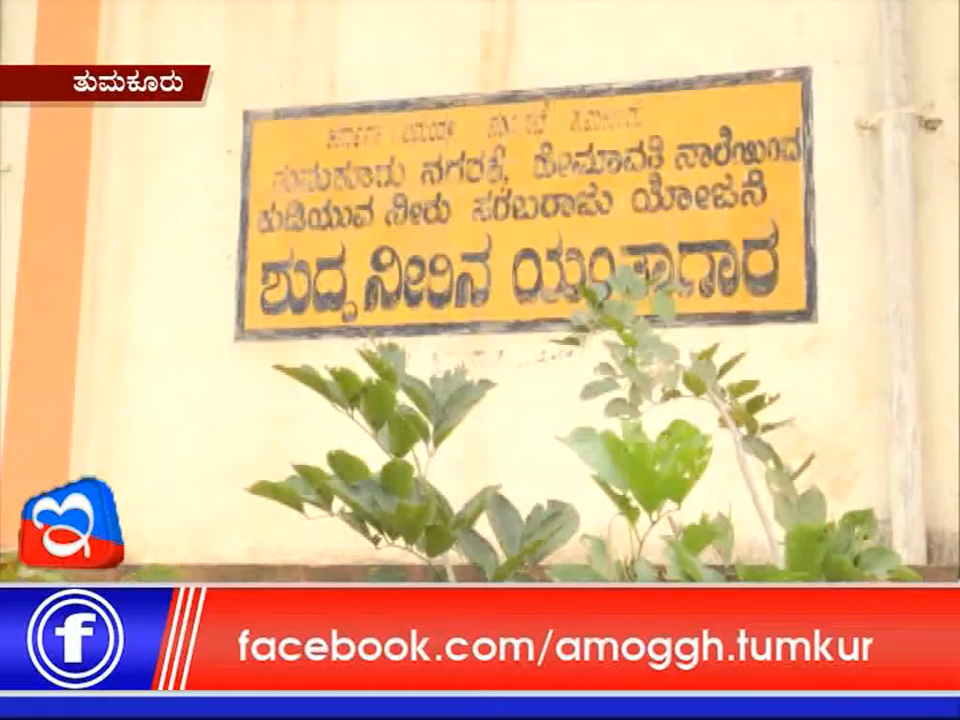 ತುಮಕೂರು
ತುಮಕೂರು ನಗರಕ್ಕೆ, ಹೇಮಾವತಿ ನಾಲೆಯಿಂದ
ಕುಡಿಯುವ ನೀರು ಸರಬರಾಜು ಯೋಜನೆ
ಶುದ್ಧ ನೀರಿನ ಯಂತ್ರಾಗಾರ
ಇ
f
facebook.com/amoggh.tumkur